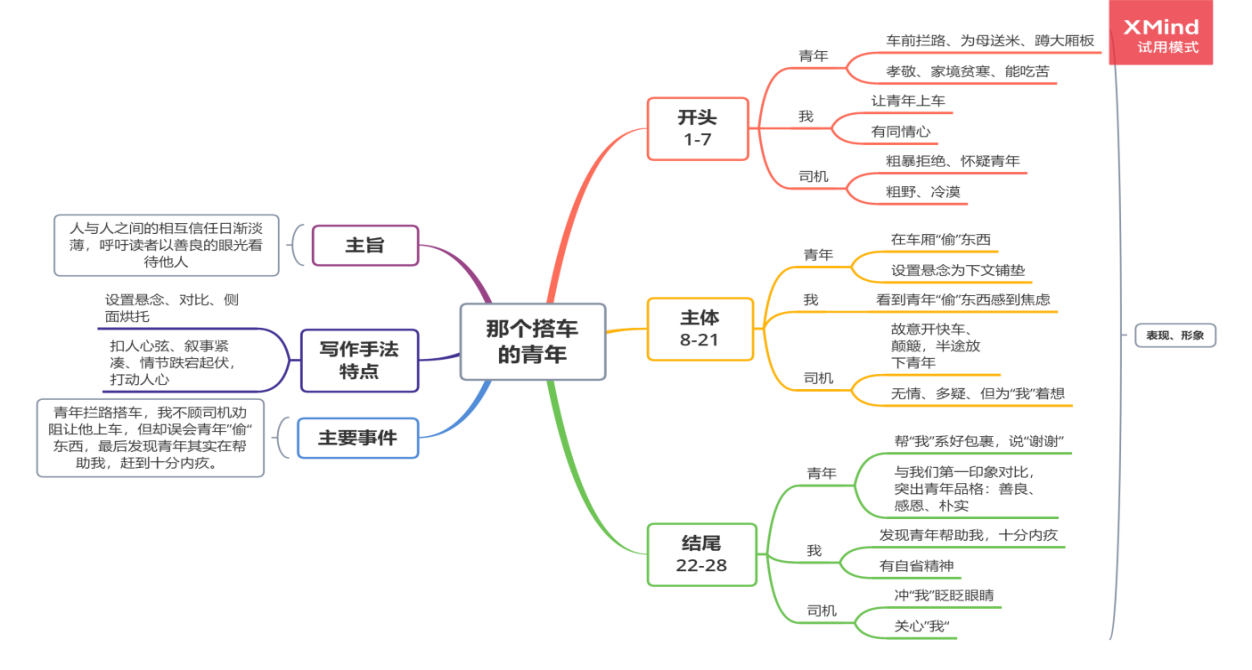 XMind
试用模式
那个搭车
的青年
开头
1-7
青年
车前拦路、为母送米、蹲大厢板
孝敬、家境贫寒、能吃苦
我
让青年上车
有同情心
司机
粗暴拒绝、怀疑青年
粗野、冷漠
主体
8-21
青年
在车厢“偷”东西
设置悬念为下文铺垫
我
看到青年“偷”东西感到焦虑
司机
故意开快车、
颠簸，半途放
下青年
无情、多疑、但为“我”着想
结尾
22-28
青年
帮“我”系好包裹，说“谢谢”
与我们第一印象对比，
突出青年品格：善良、
感恩、朴实
我
发现青年帮助我，十分内疚
有自省精神
司机
冲“我”眨眨眼睛
关心”我“
表现、形象
主旨
人与人之间的相互信任日渐淡
薄，呼吁读者以善良的眼光看
待他人
写作手法
特点
设置悬念、对比、侧
面烘托
扣人心弦、叙事紧
凑、情节跌宕起伏，
打动人心
主要事件
青年拦路搭车，我不顾司机劝
阻让他上车，但却误会青年”偷“
东西，最后发现青年其实在帮
助我，赶到十分内疚。